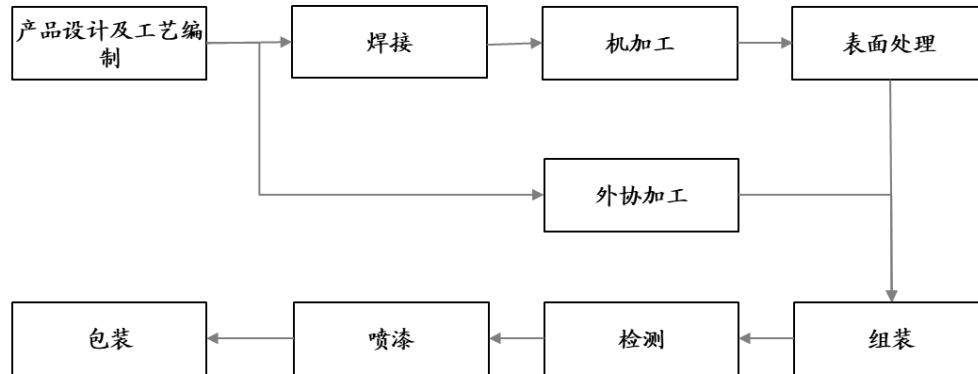 产品设计及工艺编
制
焊接
机加工
表面处理
外协加工
包装
喷漆
检测
组装